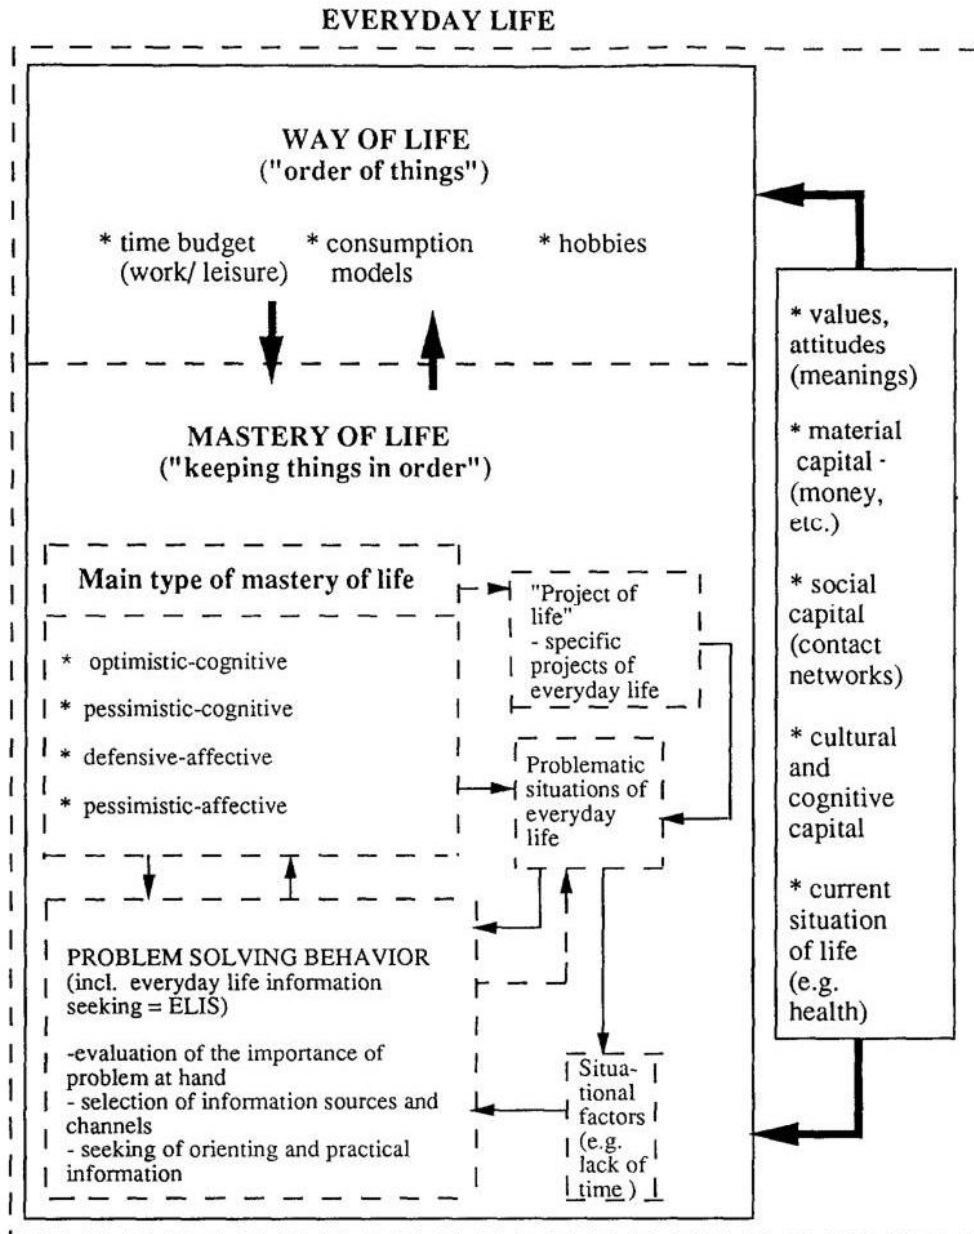 EVERYDAY LIFE
WAY OF LIFE
("order of things")
* time budget
(work/ leisure)
* consumption
models
* hobbies
MASTERY OF LIFE
("keeping things in order")
Main type of mastery of life
* optimistic-cognitive
* pessimistic-cognitive
* defensive-affective
* pessimistic-affective
"Project of
life"
- specific
projects of
everyday life
Problematic
situations of
everyday
life
PROBLEM SOLVING BEHAVIOR
(incl. everyday life information
seeking = ELIS)
-evaluation of the importance of
problem at hand
- selection of information sources and
channels
- seeking of orienting and practical
information
Situa-
tional
factors
(e.g.
lack of
time )
* values,
attitudes
(meanings)
* material
capital -
(money,
etc.)
* social
capital
(contact
networks)
* cultural
and
cognitive
capital
* current
situation
of life
(e.g.
health)